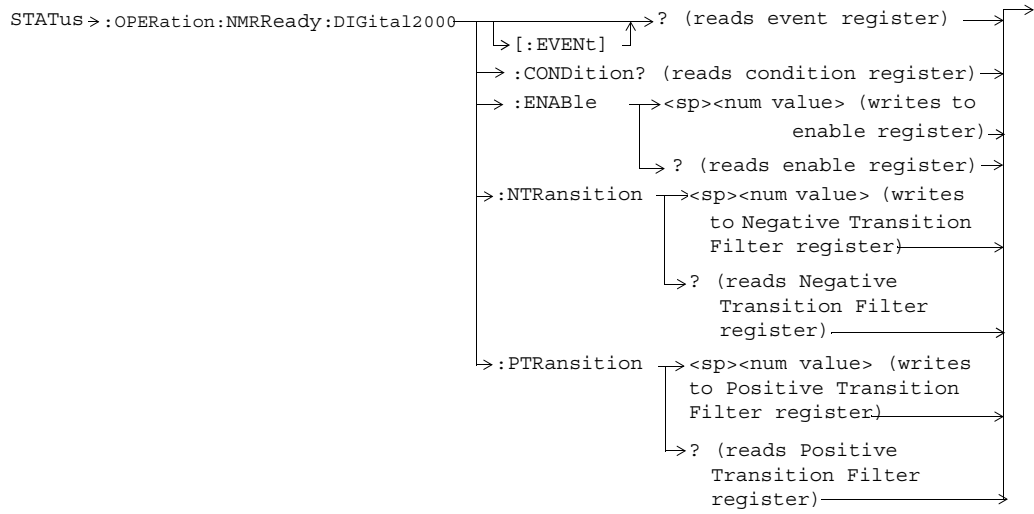 STATus :OPERation:NMRReady:DIGital2000 ? (reads event register)
[:EVENt]
:CONDition? (reads condition register)
:ENABle <sp><num value> (writes to
enable register)
? (reads enable register)
:NTRansition <sp><num value> (writes
to Negative Transition
Filter register)
? (reads Negative
Transition Filter
register)
:PTRansition <sp><num value> (writes
to Positive Transition
Filter register)
? (reads Positive
Transition Filter
register)